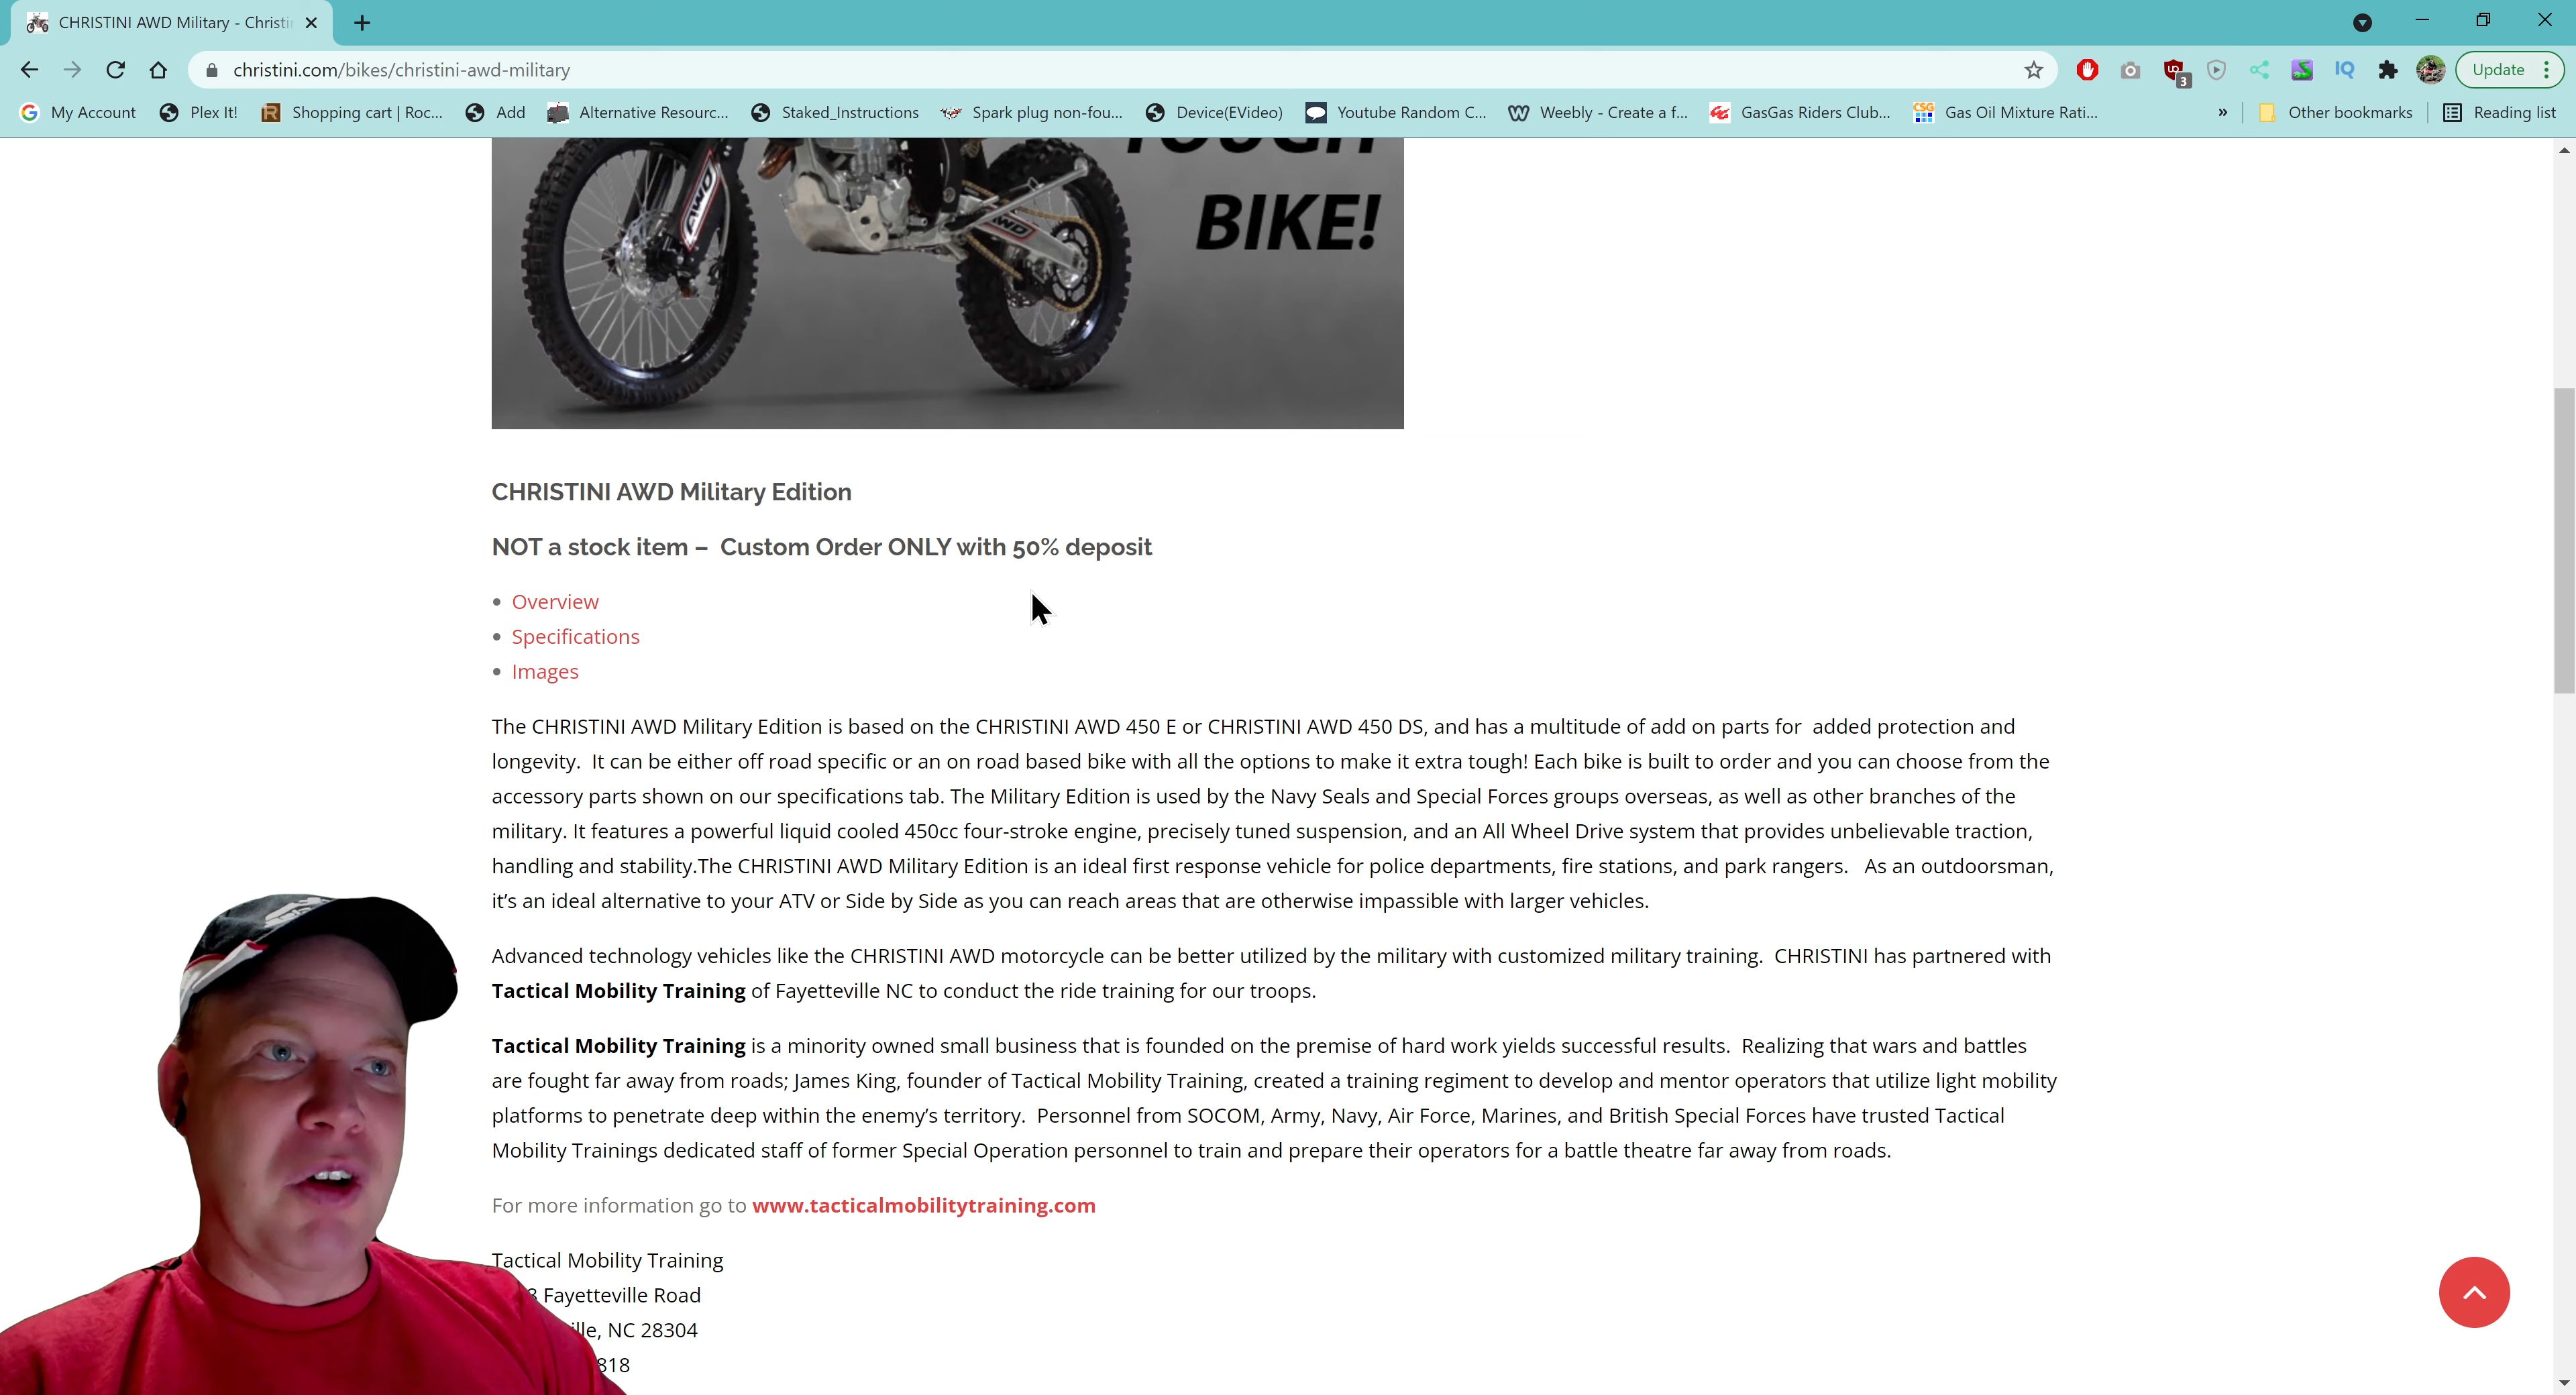 CHRISTINI AWD Military - Christi
christini.com/bikes/christini-awd-military
3
IQ
Update
My Account
Plex It!
Shopping cart | Roc...
Add
Alternative Resourc...
Staked_Instructions
Spark plug non-fou...
Device(EVideo)
Youtube Random C...
Weebly - Create a f...
GasGas Riders Club...
CSG
Gas Oil Mixture Rati...
»
Other bookmarks
Reading list
TOUGH
BIKE!
AWD
AWD
CHRISTINI AWD Military Edition
NOT a stock item – Custom Order ONLY with 50% deposit
• Overview
• Specifications
• Images
The CHRISTINI AWD Military Edition is based on the CHRISTINI AWD 450 E or CHRISTINI AWD 450 DS, and has a multitude of add on parts for added protection and
longevity. It can be either off road specific or an on road based bike with all the options to make it extra tough! Each bike is built to order and you can choose from the
accessory parts shown on our specifications tab. The Military Edition is used by the Navy Seals and Special Forces groups overseas, as well as other branches of the
military. It features a powerful liquid cooled 450cc four-stroke engine, precisely tuned suspension, and an All Wheel Drive system that provides unbelievable traction,
handling and stability.The CHRISTINI AWD Military Edition is an ideal first response vehicle for police departments, fire stations, and park rangers. As an outdoorsman,
it's an ideal alternative to your ATV or Side by Side as you can reach areas that are otherwise impassible with larger vehicles.
Advanced technology vehicles like the CHRISTINI AWD motorcycle can be better utilized by the military with customized military training. CHRISTINI has partnered with
Tactical Mobility Training of Fayetteville NC to conduct the ride training for our troops.
Tactical Mobility Training is a minority owned small business that is founded on the premise of hard work yields successful results. Realizing that wars and battles
are fought far away from roads; James King, founder of Tactical Mobility Training, created a training regiment to develop and mentor operators that utilize light mobility
platforms to penetrate deep within the enemy's territory. Personnel from SOCOM, Army, Navy, Air Force, Marines, and British Special Forces have trusted Tactical
Mobility Trainings dedicated staff of former Special Operation personnel to train and prepare their operators for a battle theatre far away from roads.
For more information go to www.tacticalmobilitytraining.com
Tactical Mobility Training
3 Fayetteville Road
ille, NC 28304
818